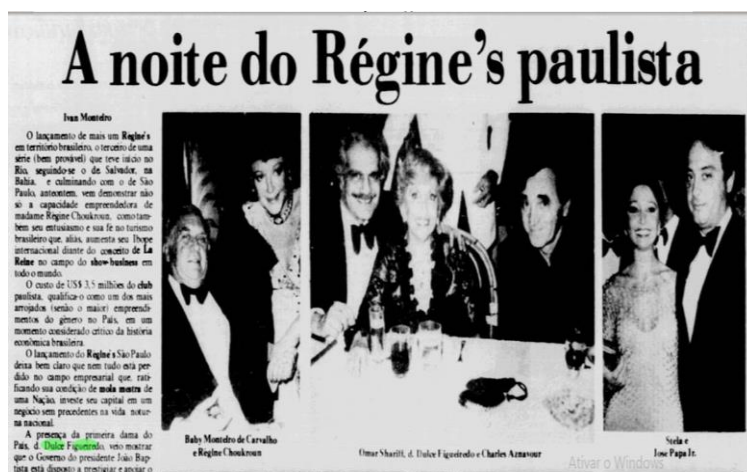 A noite do Régine's paulista
Ivan Monteiro
O lançamento de mais um Régine's
em território brasileiro, o terceiro de uma
série (bem provável) que teve início no
Rio, seguindo-se o de Salvador, na
Bahia, e culminando com o de São
Paulo, anteontem, vem demonstrar não
só a capacidade empreendedora de
madame Régine Choukroun, como tam-
bém seu entusiasmo e sua fé no turismo
brasileiro que, aliás, aumenta seu Ibope
internacional diante do conceito de La
Reine no campo do show-business em
todo o mundo.
O custo de US$ 3,5 milhões do club
paulista, qualifica-o como um dos mais
arrojados (senão o maior) empreendi-
mentos do gênero no País, em um
momento considerado crítico da história
econômica brasileira.
O lançamento do Régine's São Paulo
deixa bem claro que nem tudo está per-
dido no campo empresarial que, rati-
ficando sua condição de mola mestra de
uma Nação, investe seu capital em um
negócio sem precedentes na vida notur-
na nacional.
A presença da primeira dama do
País, d. Dulce Figueiredo, veio mostrar
que o Governo do presidente João Bap-
tista está disposto a prestigiar e apoiar o
Baby Monteiro de Carvalho
e Régine Choukroun
Omar Shariff, d. Dulce Figueiredo e Charles Aznavour
Stela e
Jose Papa Jr.
Ativar o Windows